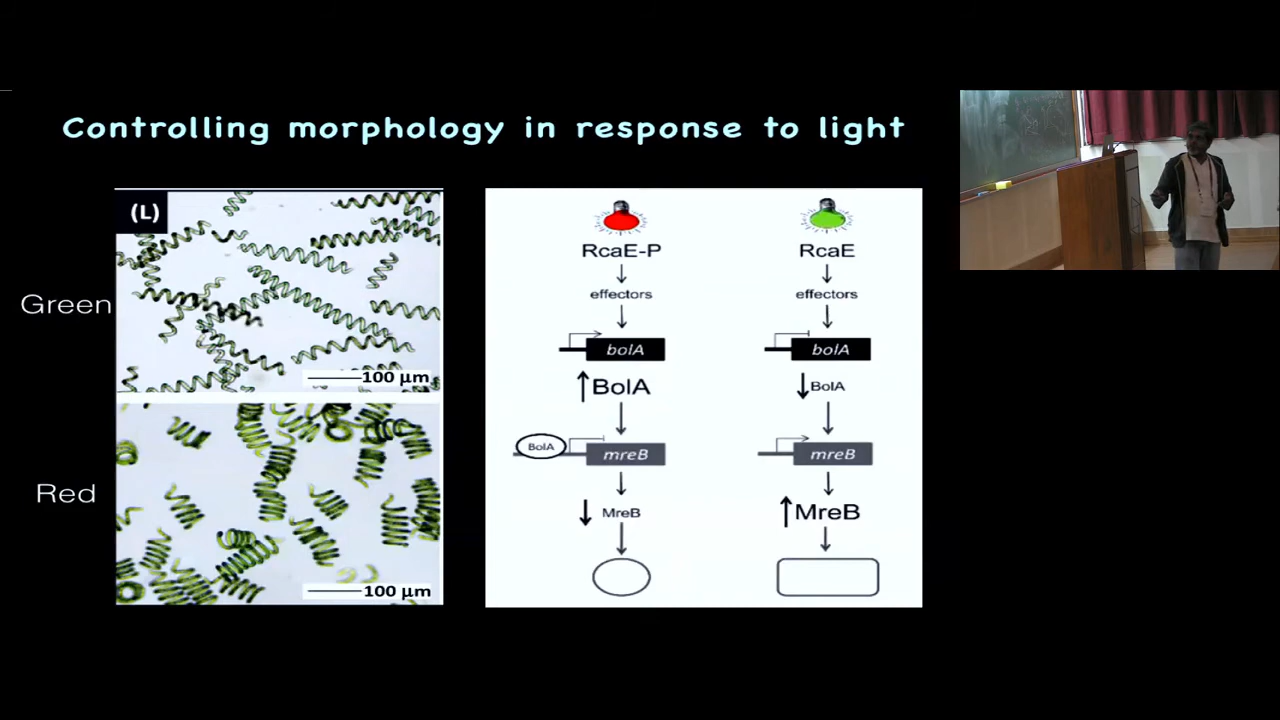 Controlling morphology in response to light
(L)
Green
100 µm
Red
100 µm
RcaE-P
effectors
bolA
BolA
BolA
mreB
MreB
RcaE
effectors
bolA
BolA
mreB
MreB